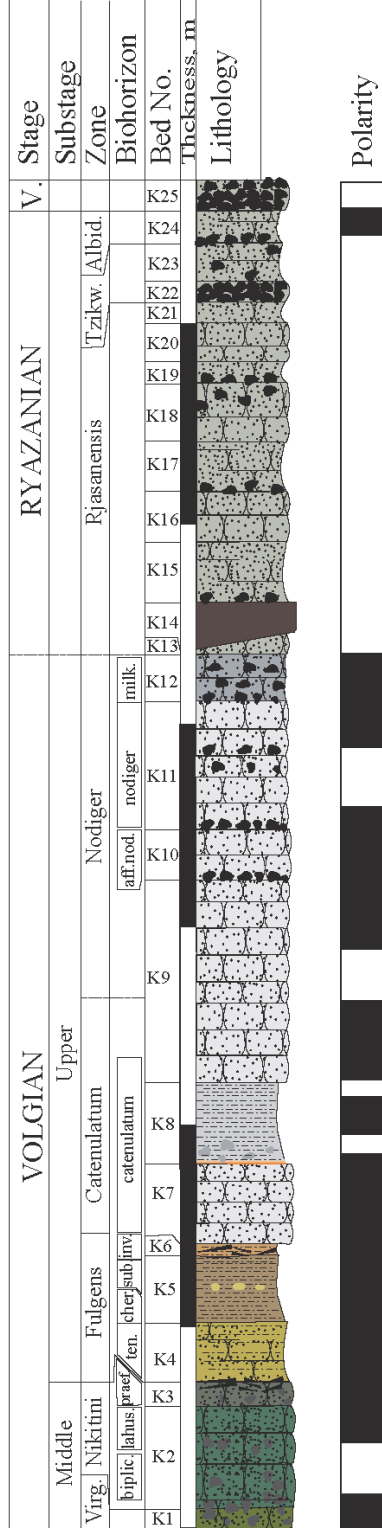 Stage
Substage
Zone
Biohorizon
Bed No.
Thckness, m
Lithology
Polarity
V.
RYAZANIAN
VOLGIAN
Upper
Middle
Albid.
Tzikw.
Rjasanensis
Nodiger
Catenulatum
Fulgens
Nikitini
Virg.
milk.
nodiger
aff.nod.
catenulatum
sub.inv.
cher.
ten.
praef.
lahus.
biplic.
K25
K24
K23
K22
K21
K20
K19
K18
K17
K16
K15
K14
K13
K12
K11
K10
K9
K8
K7
K6
K5
K4
K3
K2
K1